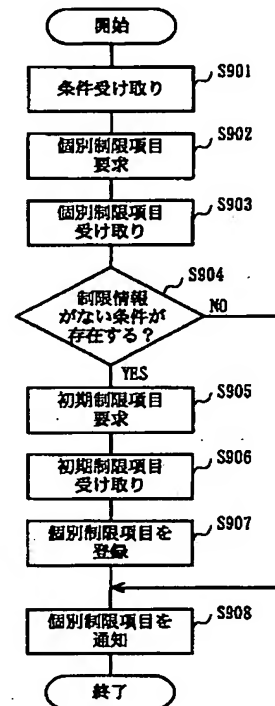 開始
S901
条件受け取り
S902
個別制限項目
要求
S903
個別制限項目
受け取り
S904
制限情報
がない条件が
存在する?
NO
YES
S905
初期制限項目
要求
S906
初期制限項目
受け取り
S907
個別制限項目を
登録
S908
個別制限項目を
通知
終了